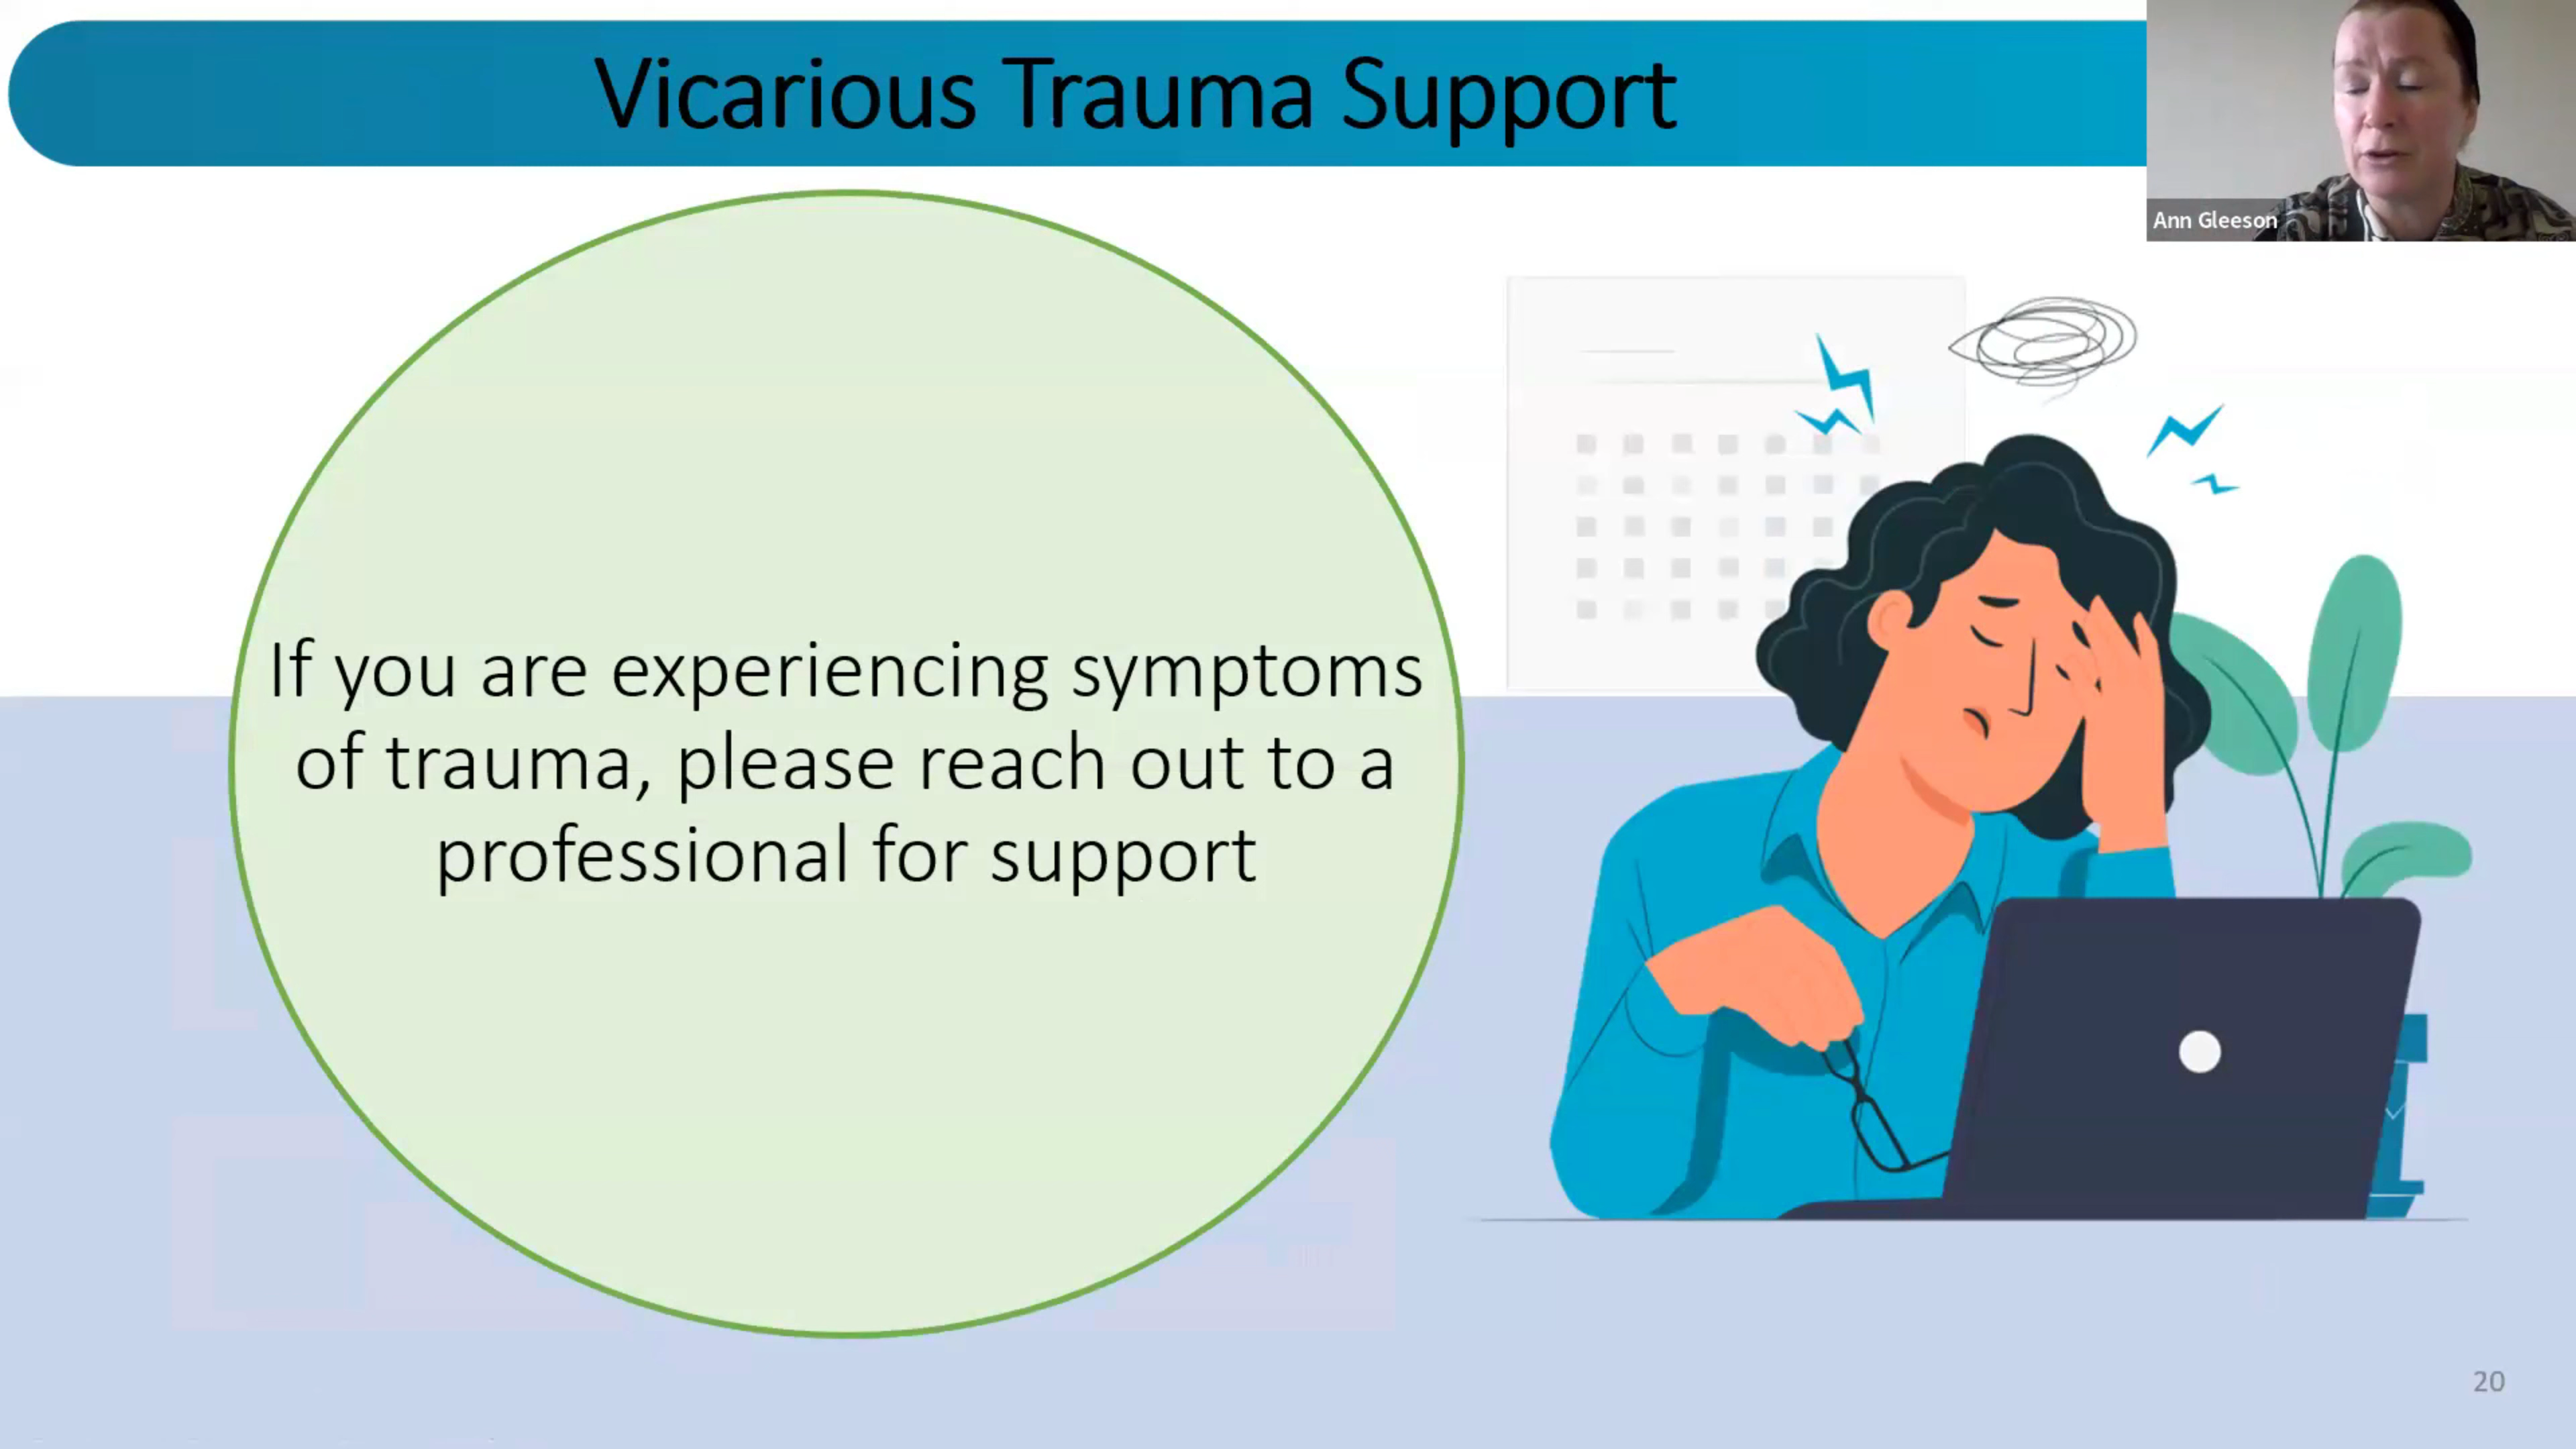 Vicarious Trauma Support
Ann Gleeson
If you are experiencing symptoms
of trauma, please reach out to a
professional for support
20